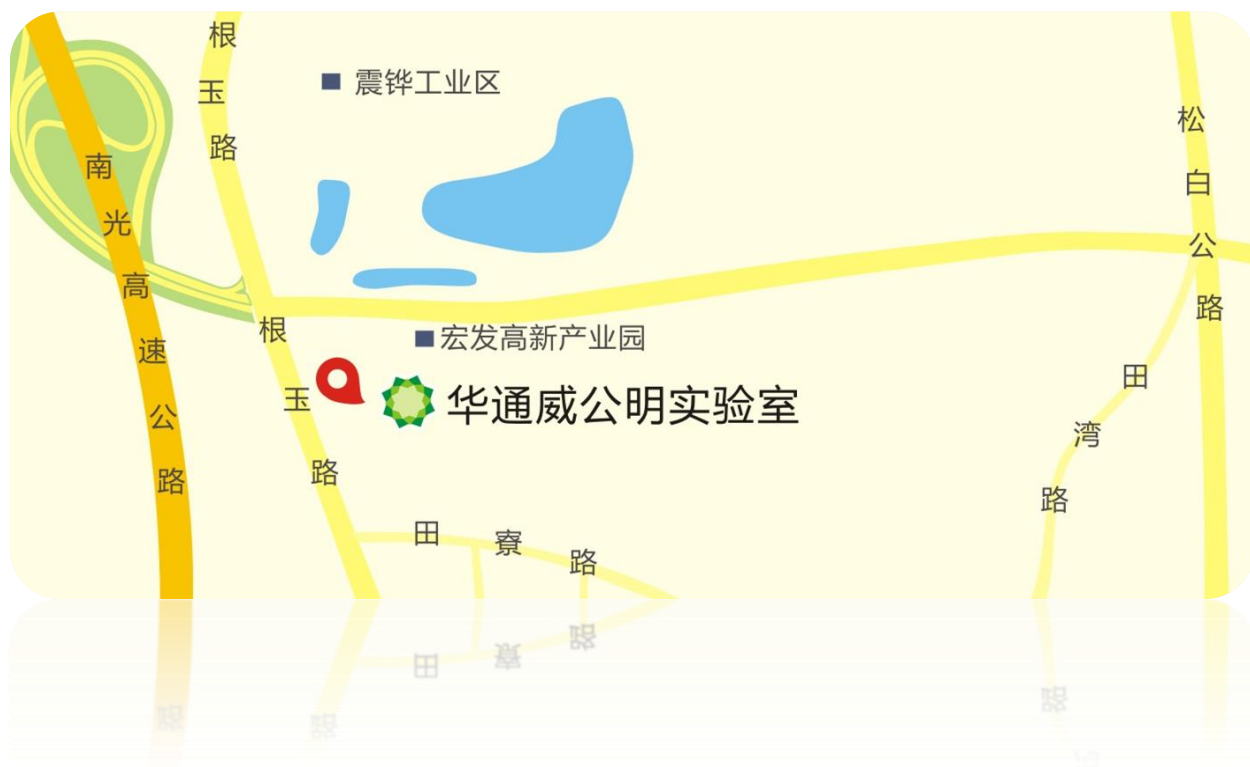 根玉路
震铧工业区
松白公路
南光高速公路
根玉路
宏发高新产业园
华通威公明实验室
田湾路
田寮路